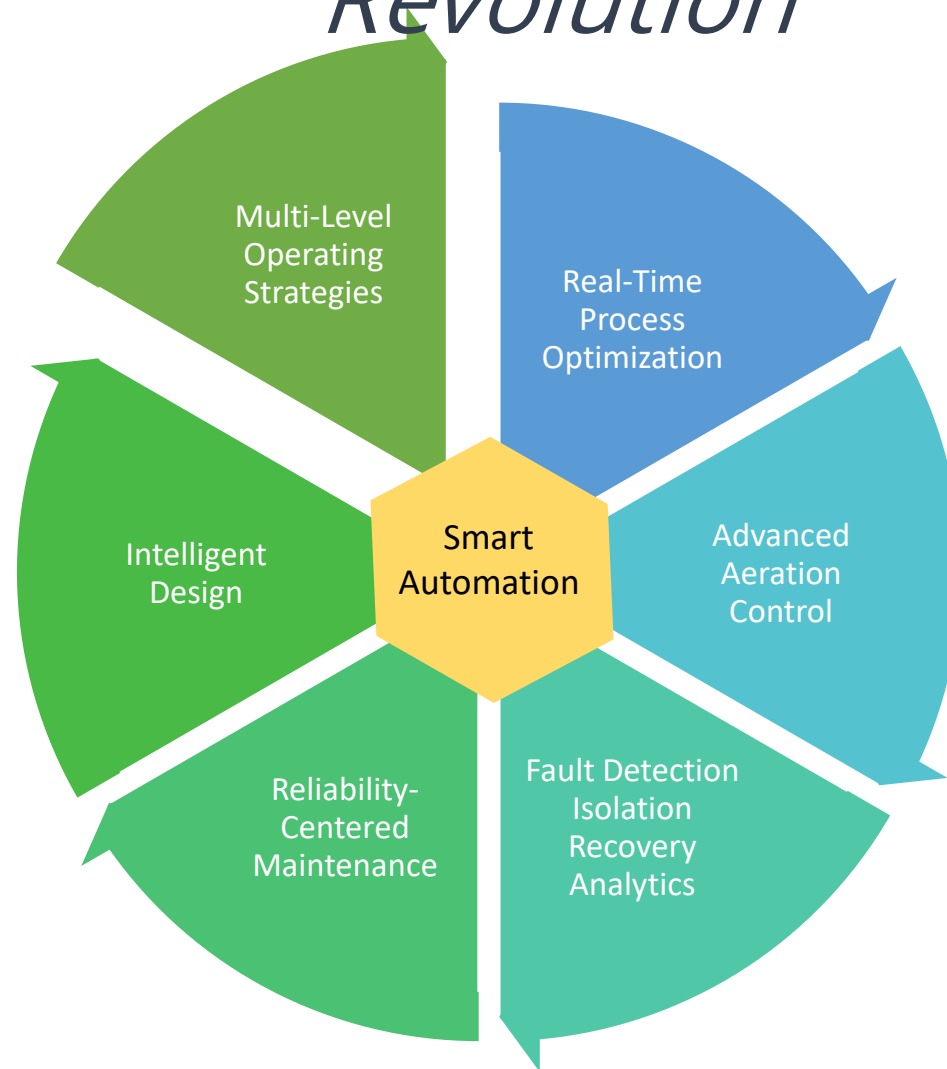 Revolution
Multi-Level
Operating
Strategies
Real-Time
Process
Optimization
Smart
Automation
Advanced
Aeration
Control
Intelligent
Design
Fault Detection
Isolation
Recovery
Analytics
Reliability-
Centered
Maintenance